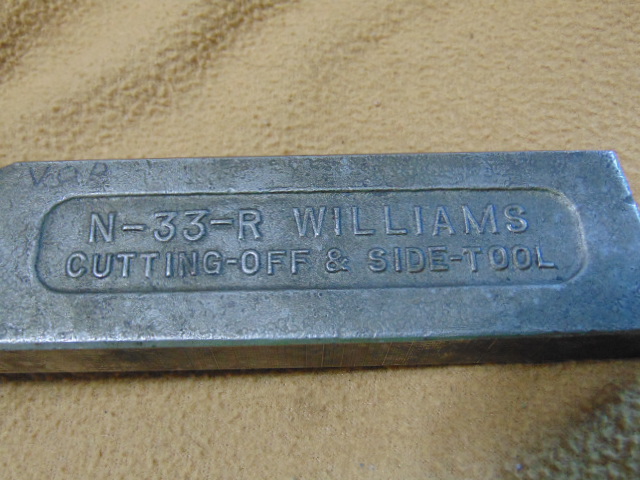 N-33-R WILLIAMS
CUTTING-OFF & SIDE-TOOL